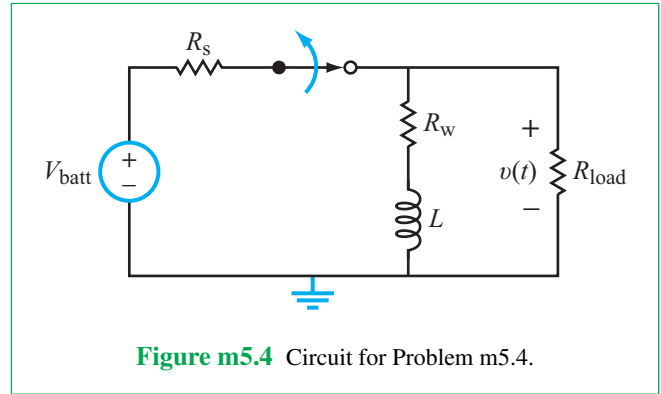 R_s
R_w
+
V_batt
+
−
v(t)
R_load
−
L
Figure m5.4 Circuit for Problem m5.4.